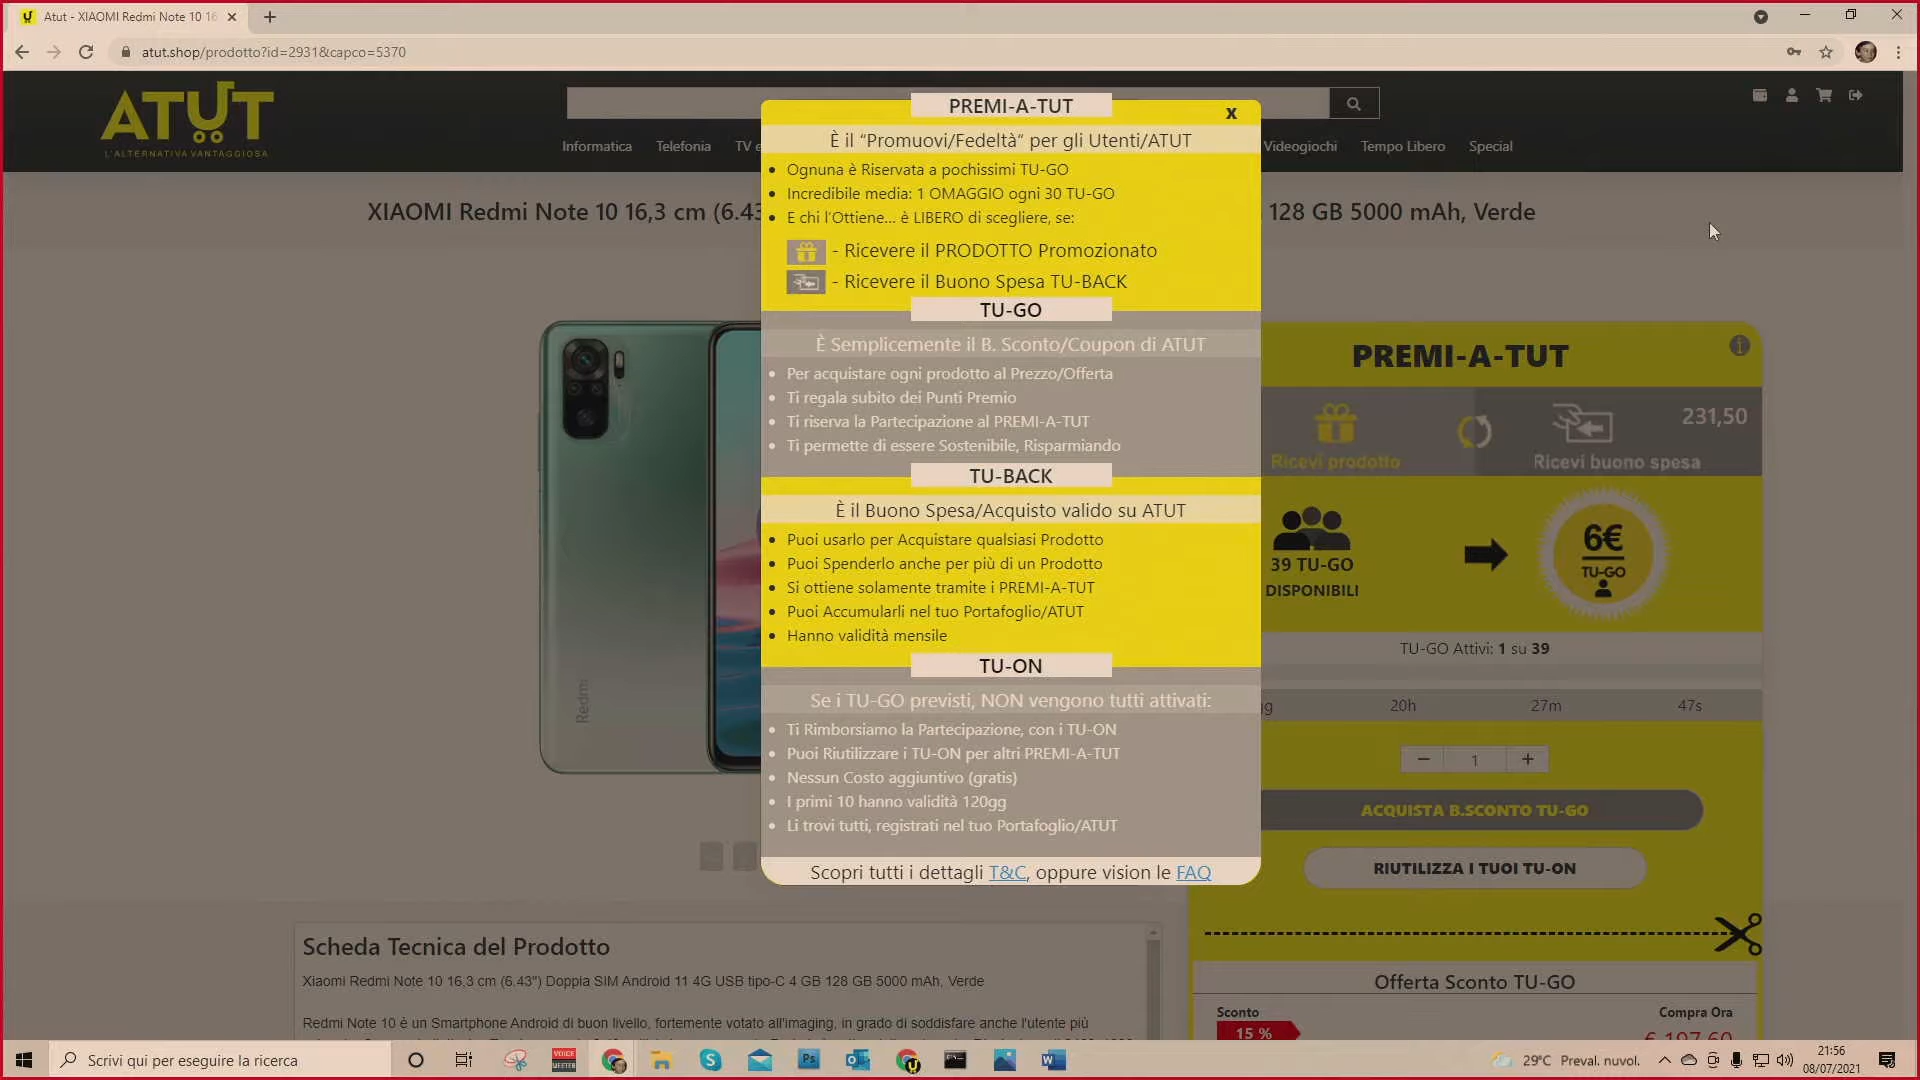 Atut - XIAOMI Redmi Note 10 16
atut.shop/prodotto?id=2931&capco=5370
ATUT
L'ALTERNATIVA VANTAGGIOSA
Informatica Telefonia TV e Videogiochi Tempo Libero Special
XIAOMI Redmi Note 10 16,3 cm (6.43 128 GB 5000 mAh, Verde
PREMI-A-TUT
x
È il “Promuovi/Fedeltà” per gli Utenti/ATUT
Ognuna è Riservata a pochissimi TU-GO
Incredibile media: 1 OMAGGIO ogni 30 TU-GO
E chi l’Ottiene... è LIBERO di scegliere, se:
- Ricevere il PRODOTTO Promozionato
- Ricevere il Buono Spesa TU-BACK
TU-GO
È Semplicemente il B. Sconto/Coupon di ATUT
Per acquistare ogni prodotto al Prezzo/Offerta
Ti regala subito dei Punti Premio
Ti riserva la Partecipazione al PREMI-A-TUT
Ti permette di essere Sostenibile, Risparmiando
TU-BACK
È il Buono Spesa/Acquisto valido su ATUT
Puoi usarlo per Acquistare qualsiasi Prodotto
Puoi Spenderlo anche per più di un Prodotto
Si ottiene solamente tramite i PREMI-A-TUT
Puoi Accumularli nel tuo Portafoglio/ATUT
Hanno validità mensile
TU-ON
Se i TU-GO previsti, NON vengono tutti attivati:
Ti Rimborsiamo la Partecipazione, con i TU-ON
Puoi Riutilizzare i TU-ON per altri PREMI-A-TUT
Nessun Costo aggiuntivo (gratis)
I primi 10 hanno validità 120gg
Li trovi tutti, registrati nel tuo Portafoglio/ATUT
Scopri tutti i dettagli T&C, oppure vision le FAQ
Redmi
PREMI-A-TUT
231,50
Ricevi prodotto Ricevi buono spesa
39 TU-GO
DISPONIBILI
6€
TU-GO
TU-GO Attivi: 1 su 39
20h 27m 47s
− 1 +
ACQUISTA B.SCONTO TU-GO
RIUTILIZZA I TUOI TU-ON
Offerta Sconto TU-GO
Sconto Compra Ora
15 %
Scheda Tecnica del Prodotto
Xiaomi Redmi Note 10 16,3 cm (6.43") Doppia SIM Android 11 4G USB tipo-C 4 GB 128 GB 5000 mAh, Verde
Redmi Note 10 è un Smartphone Android di buon livello, fortemente votato all'imaging, in grado di soddisfare anche l'utente più
Scrivi qui per eseguire la ricerca
29°C Preval. nuvol.
21:56
08/07/2021